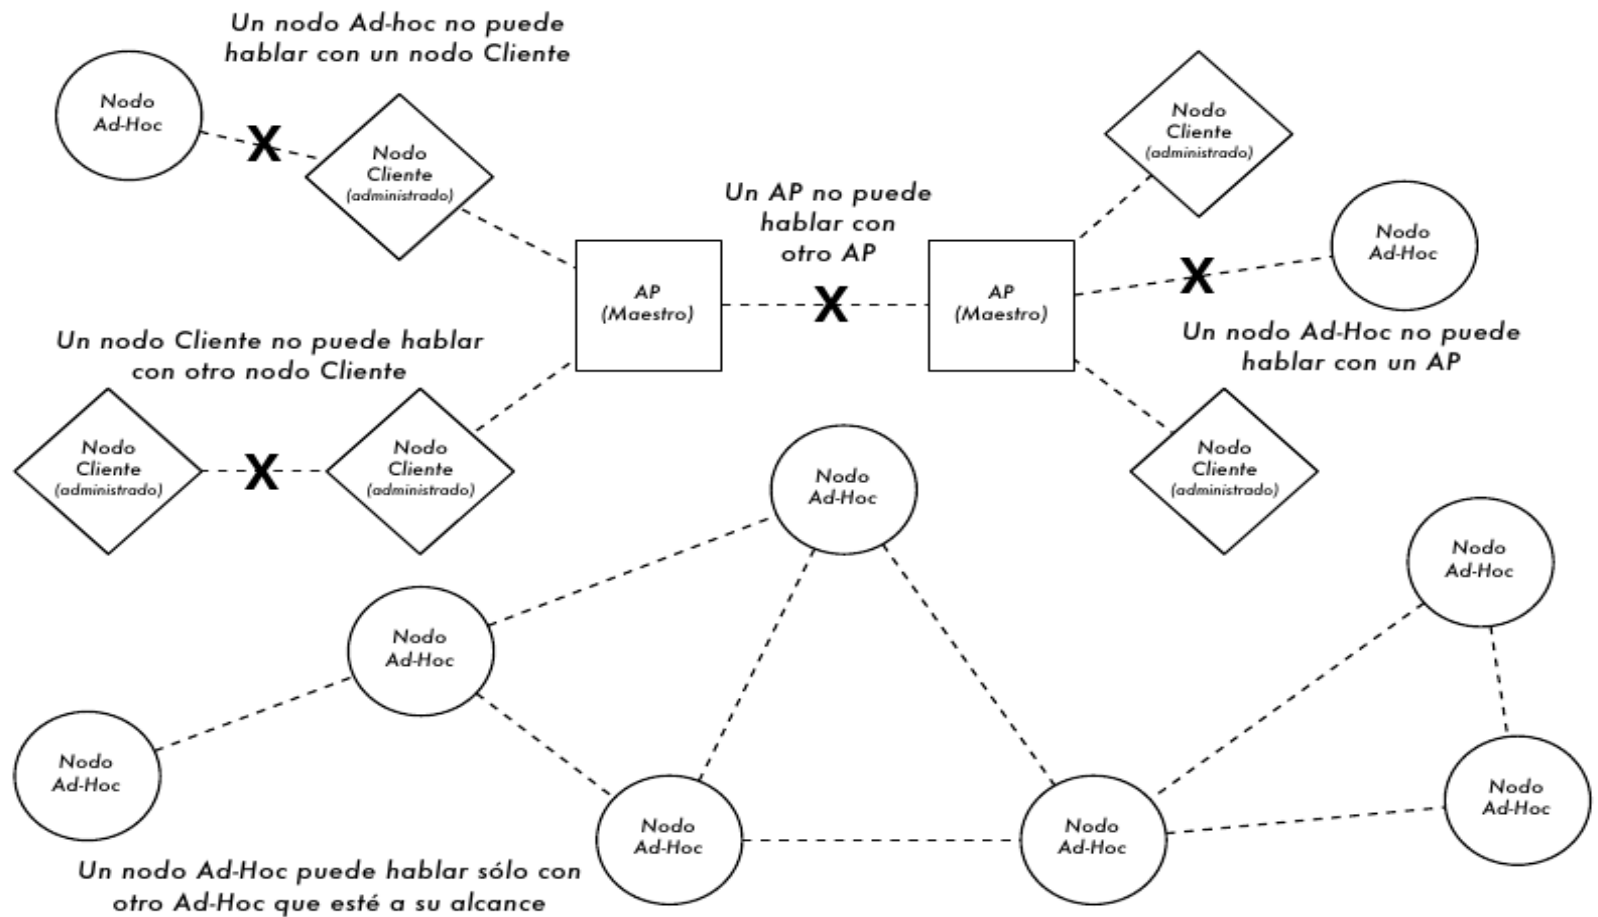 Un nodo Ad-hoc no puede
hablar con un nodo Cliente
Nodo
Ad-Hoc
Nodo
Cliente
(administrado)
Nodo
Cliente
(administrado)
Un AP no puede
hablar con
otro AP
Nodo
Ad-Hoc
AP
(Maestro)
AP
(Maestro)
Un nodo Ad-Hoc no puede
hablar con un AP
Un nodo Cliente no puede hablar
con otro nodo Cliente
Nodo
Cliente
(administrado)
Nodo
Cliente
(administrado)
Nodo
Cliente
(administrado)
Nodo
Ad-Hoc
Nodo
Ad-Hoc
Nodo
Ad-Hoc
Nodo
Ad-Hoc
Nodo
Ad-Hoc
Nodo
Ad-Hoc
Nodo
Ad-Hoc
Un nodo Ad-Hoc puede hablar sólo con
otro Ad-Hoc que esté a su alcance